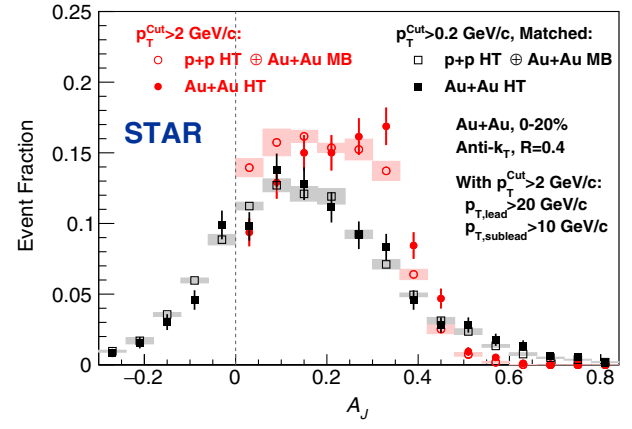 p_T^Cut>2 GeV/c:
p+p HT ⊕ Au+Au MB
Au+Au HT
p_T^Cut>0.2 GeV/c, Matched:
p+p HT ⊕ Au+Au MB
Au+Au HT
STAR
Au+Au, 0-20%
Anti-k_T, R=0.4
With p_T^Cut>2 GeV/c:
p_T,lead>20 GeV/c
p_T,sublead>10 GeV/c
Event Fraction
0.25
0.2
0.15
0.1
0.05
0
−0.2 0 0.2 0.4 0.6 0.8
A_J